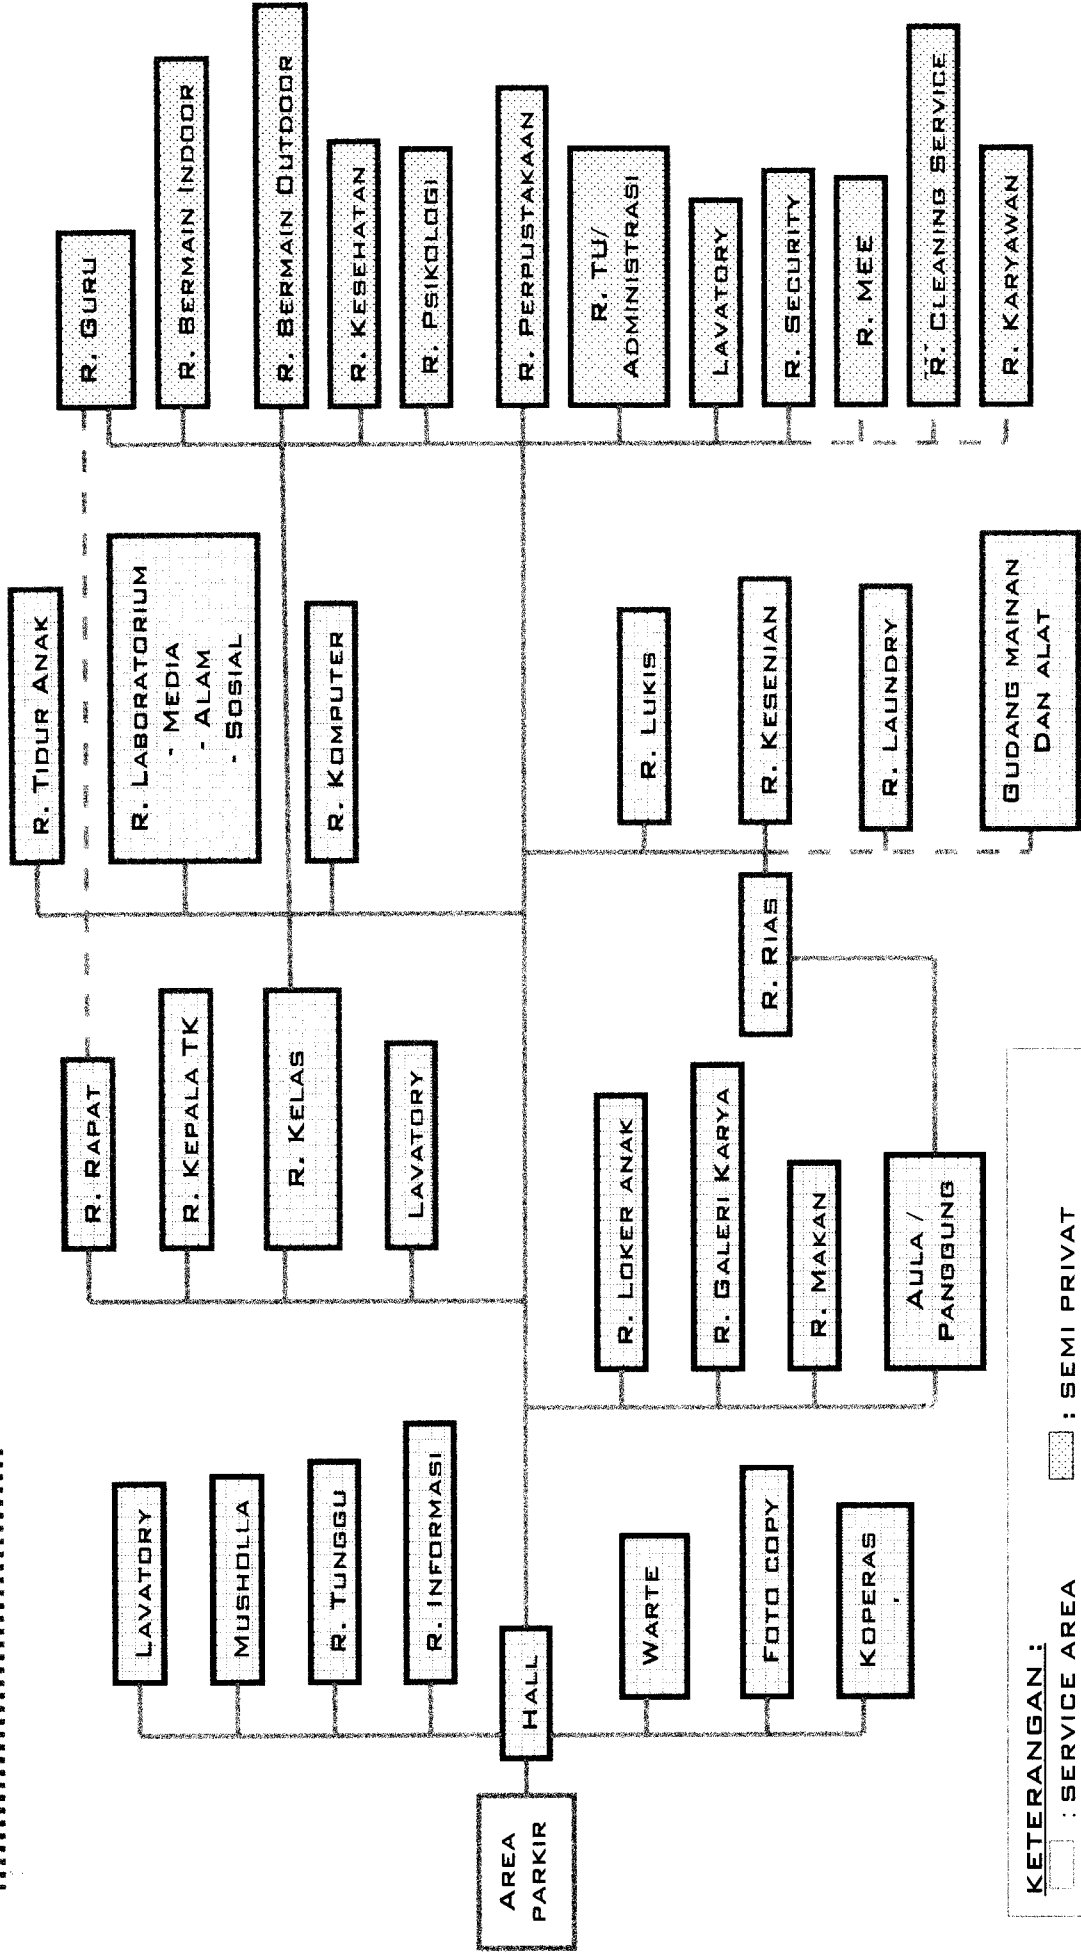 R. GURU
R. BERMAIN INDOOR
R. BERMAIN OUTDOOR
R. KESEHATAN
R. PSIKOLOGI
R. PERPUSTAKAAN
R. TU/
ADMINISTRASI
LAVATORY
R. SECURITY
R. MEE
R. CLEANING SERVICE
R. KARYAWAN
R. TIDUR ANAK
R. LABORATORIUM
- MEDIA
- ALAM
- SOSIAL
R. KOMPUTER
R. LUKIS
R. KESENIAN
R. LAUNDRY
GUDANG MAINAN
DAN ALAT
R. RIAS
R. RAPAT
R. KEPALA TK
R. KELAS
LAVATORY
R. LOKER ANAK
R. GALERI KARYA
R. MAKAN
AULA /
PANGGUNG
LAVATORY
MUSHOLLA
R. TUNGGU
R. INFORMASI
WARTE
FOTO COPY
KOPERAS
HALL
AREA
PARKIR
KETERANGAN :
: SERVICE AREA
: SEMI PRIVAT